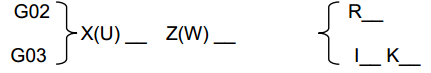 G02 R__
X(U) __ Z(W) __
G03 I__ K__